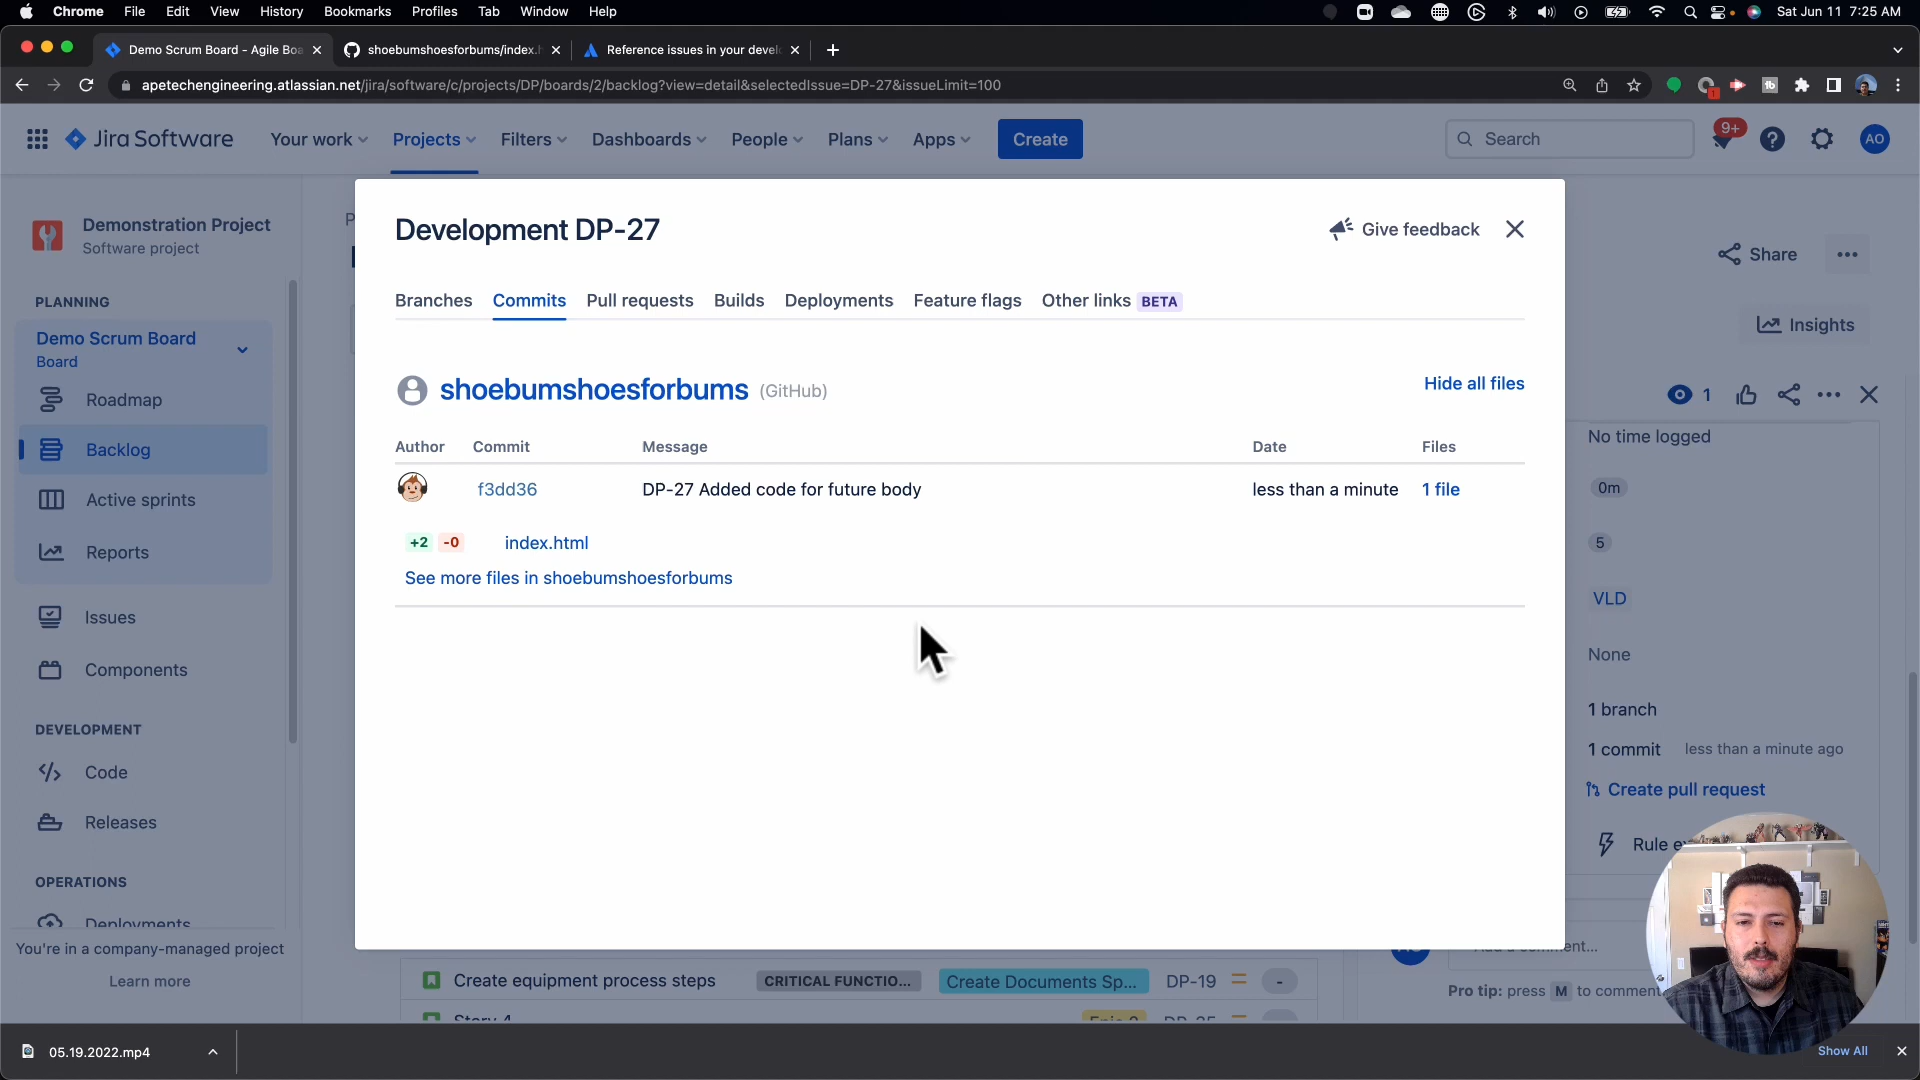 Chrome File Edit View History Bookmarks Profiles Tab Window Help Sat Jun 11 7:25 AM
Demo Scrum Board - Agile Boa shoebumshoesforbums/index. Reference issues in your devel
apetechengineering.atlassian.net/jira/software/c/projects/DP/boards/2/backlog?view=detail&selectedIssue=DP-27&issueLimit=100
1
Jira Software Your work Projects Filters Dashboards People Plans Apps Create Search 9+ AO
Demonstration Project
Software project
P
Share
PLANNING
Demo Scrum Board
Board
Roadmap
Backlog
Active sprints
Reports
Issues
Components
DEVELOPMENT
Code
Releases
OPERATIONS
Deployments
You're in a company-managed project
Learn more
Development DP-27
Give feedback
Branches Commits Pull requests Builds Deployments Feature flags Other links BETA
shoebumshoesforbums (GitHub)
Hide all files
Author Commit Message Date Files
f3dd36 DP-27 Added code for future body less than a minute 1 file
+2 -0 index.html
See more files in shoebumshoesforbums
Insights
1
No time logged
0m
5
VLD
None
1 branch
1 commit less than a minute ago
Create pull request
Rule e
Add a comment...
Pro tip: press M to comment
Create equipment process steps CRITICAL FUNCTIO... Create Documents Sp... DP-19 -
Story 4 Epic 2
05.19.2022.mp4
Show All